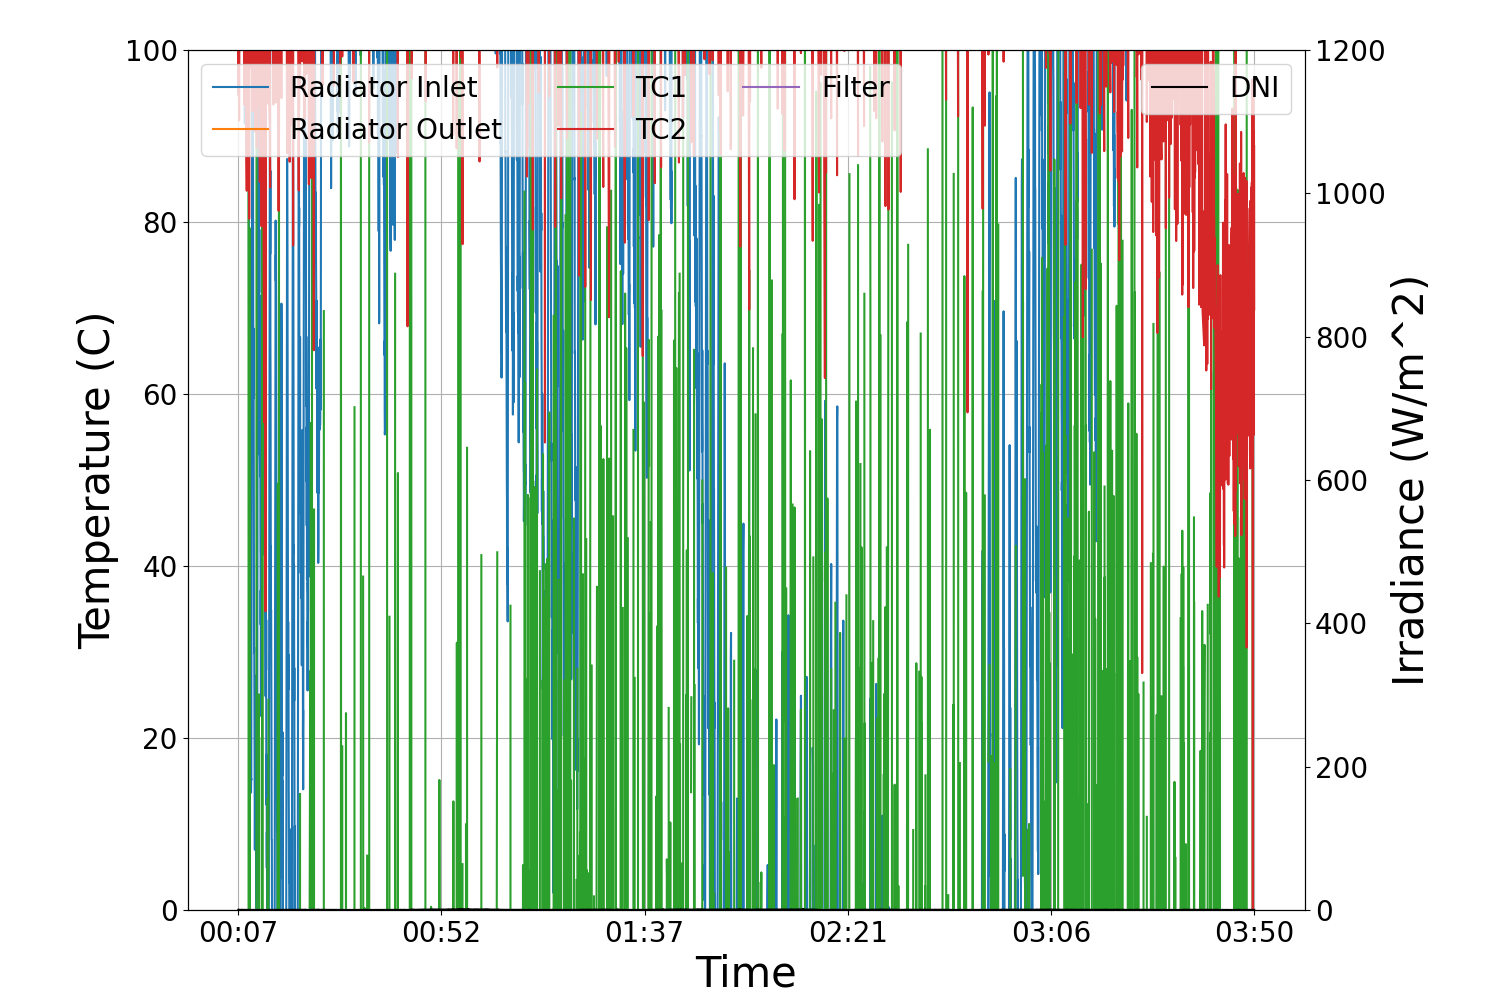 Radiator Inlet
Radiator Outlet
TC1
TC2
Filter
DNI
Temperature (C)
100
80
60
40
20
0
1200
1000
800
600
400
200
0
Irradiance (W/m^2)
00:07 00:52 01:37 02:21 03:06 03:50
Time